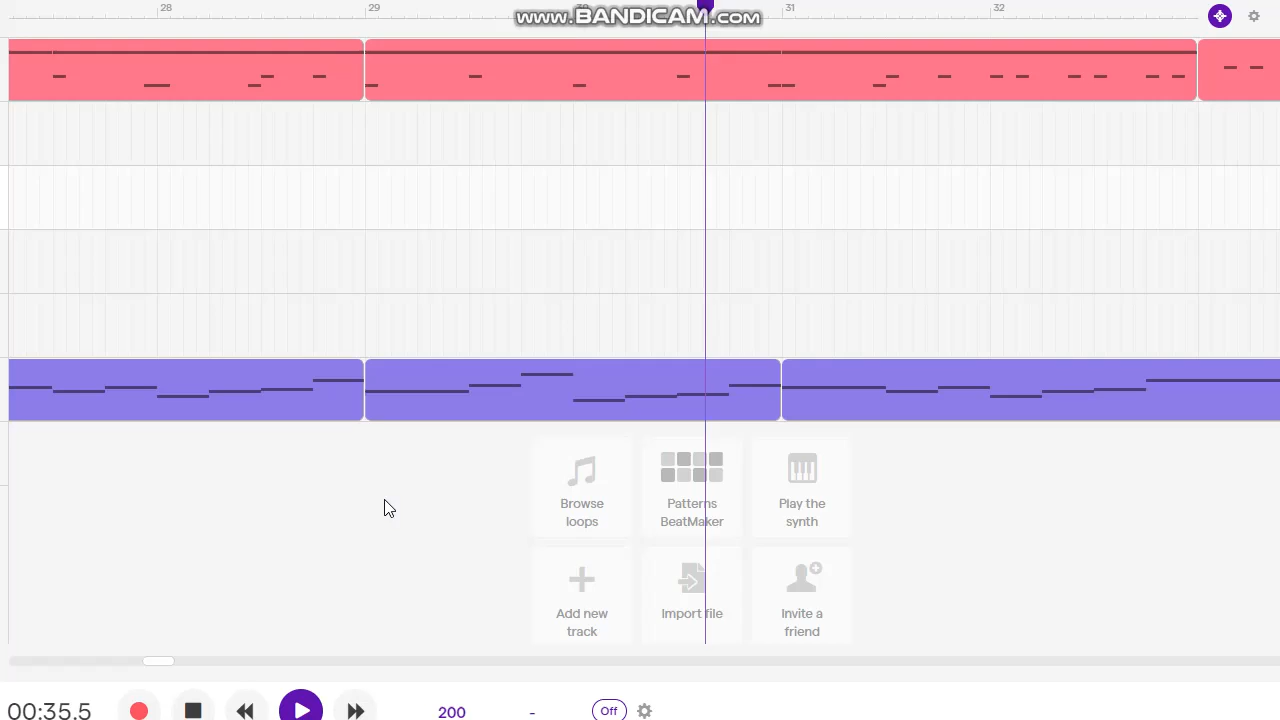 28
29
30
31
32
www.BANDICAM.com
Browse
loops
Patterns
BeatMaker
Play the
synth
Add new
track
Import file
Invite a
friend
00:35.5
200
-
Off